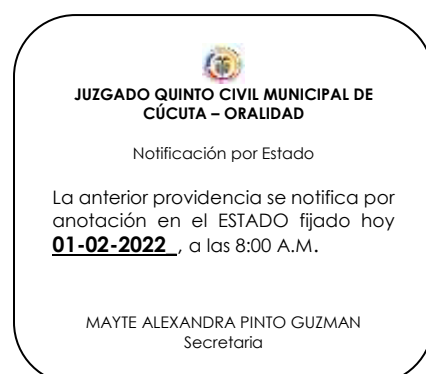 JUZGADO QUINTO CIVIL MUNICIPAL DE
CÚCUTA – ORALIDAD
Notificación por Estado
La anterior providencia se notifica por
anotación en el ESTADO fijado hoy
01-02-2022_, a las 8:00 A.M.
MAYTE ALEXANDRA PINTO GUZMAN
Secretaria